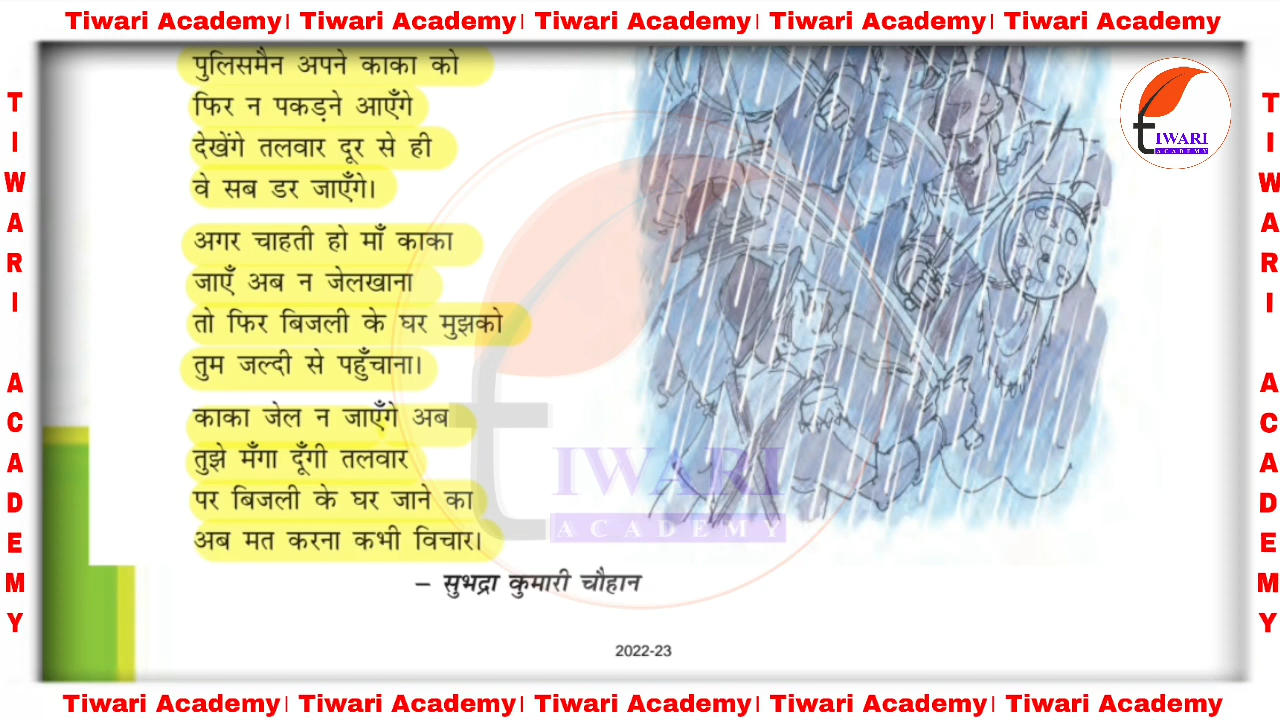 Tiwari Academy| Tiwari Academy| Tiwari Academy| Tiwari Academy| Tiwari Academy
TIWARI ACADEMY
पुलिसमैन अपने काका को
फिर न पकड़ने आएँगे
देखेंगे तलवार दूर से ही
वे सब डर जाएँगे।
अगर चाहती हो माँ काका
जाएँ अब न जेलखाना
तो फिर बिजली के घर मुझको
तुम जल्दी से पहुँचाना।
काका जेल न जाएँगे अब
तुझे मँगा दूँगी तलवार
पर बिजली के घर जाने का
अब मत करना कभी विचार।
– सुभद्रा कुमारी चौहान
2022-23
tIWARI
ACADEMY
tIWARI
ACADEMY
TIWARI ACADEMY
Tiwari Academy| Tiwari Academy| Tiwari Academy| Tiwari Academy| Tiwari Academy